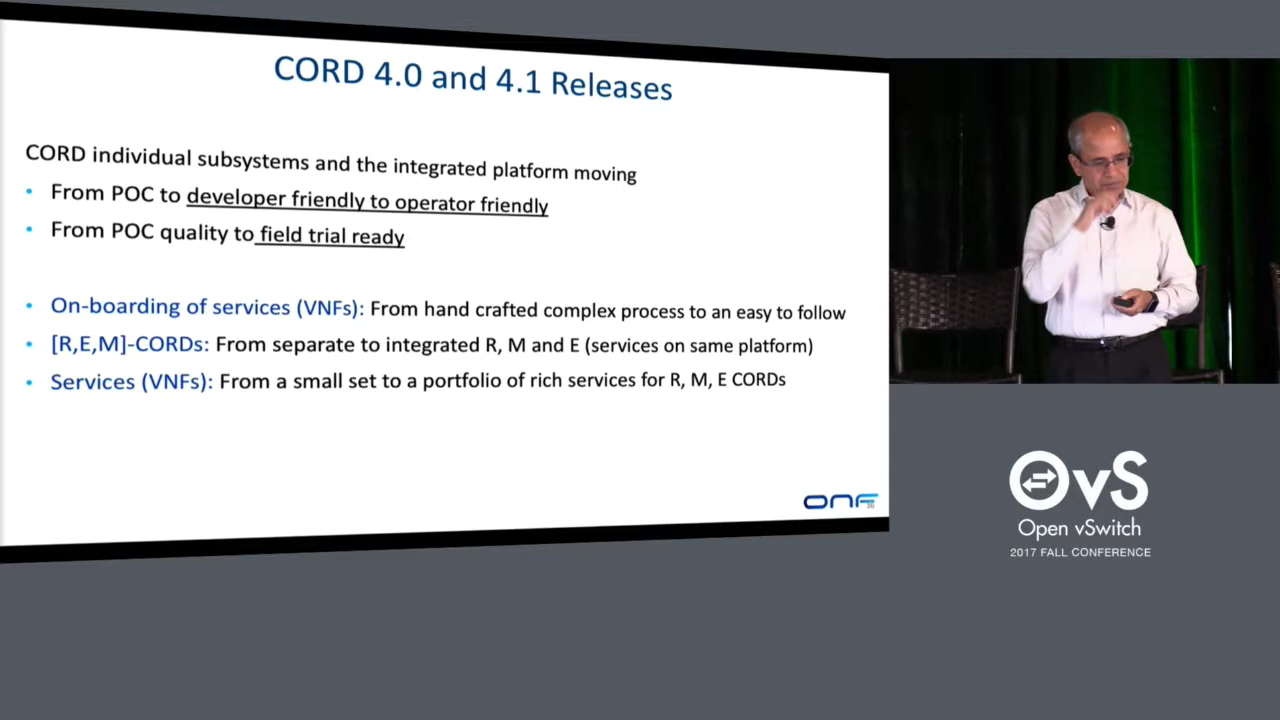 CORD 4.0 and 4.1 Releases
CORD individual subsystems and the integrated platform moving
• From POC to developer friendly to operator friendly
• From POC quality to field trial ready
• On-boarding of services (VNFs): From hand crafted complex process to an easy to follow
• [R,E,M]-CORDs: From separate to integrated R, M and E (services on same platform)
• Services (VNFs): From a small set to a portfolio of rich services for R, M, E CORDs
ONF
OvS
Open vSwitch
2017 FALL CONFERENCE